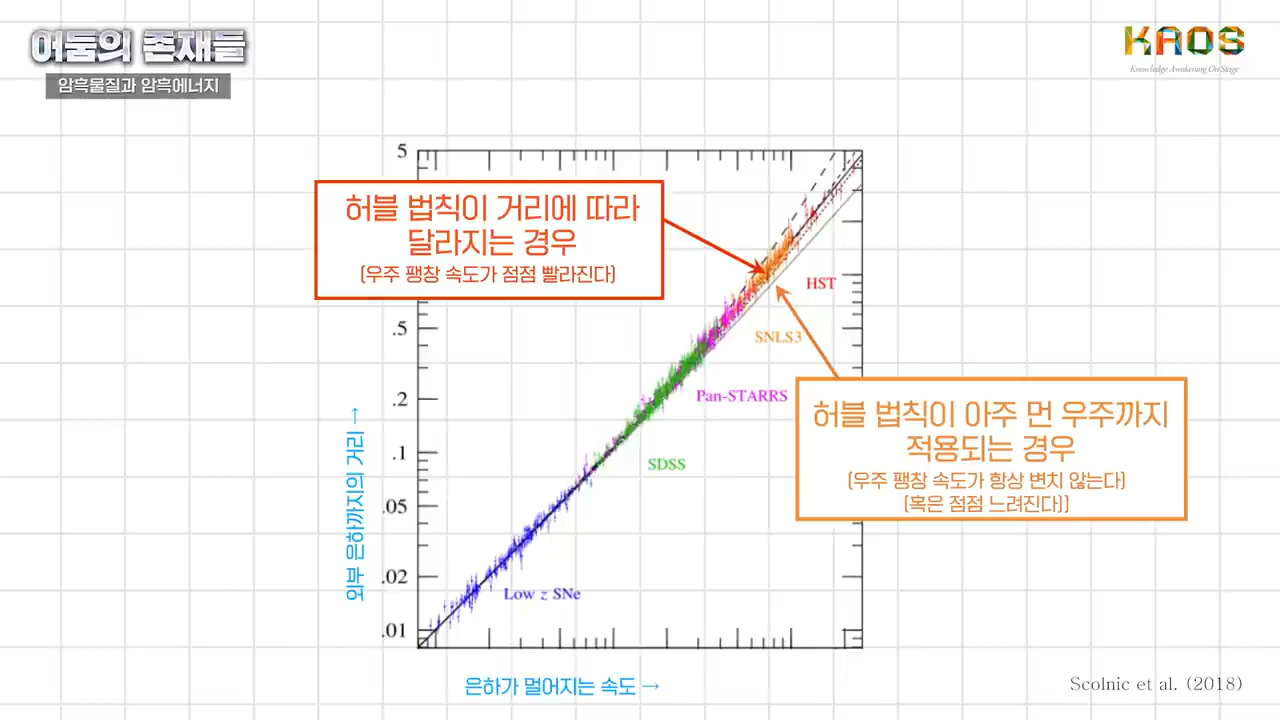 어둠의 존재들
암흑물질과 암흑에너지
KAOS
Knowledge Awakening On Stage
허블 법칙이 거리에 따라
달라지는 경우
(우주 팽창 속도가 점점 빨라진다)
5
.5
.2
.1
.05
.02
.01
HST
SNLS3
Pan-STARRS
SDSS
Low z SNe
허블 법칙이 아주 먼 우주까지
적용되는 경우
(우주 팽창 속도가 항상 변치 않는다)
(혹은 점점 느려진다))
외부 은하까지의 거리 →
은하가 멀어지는 속도 →
Scolnic et al. (2018)